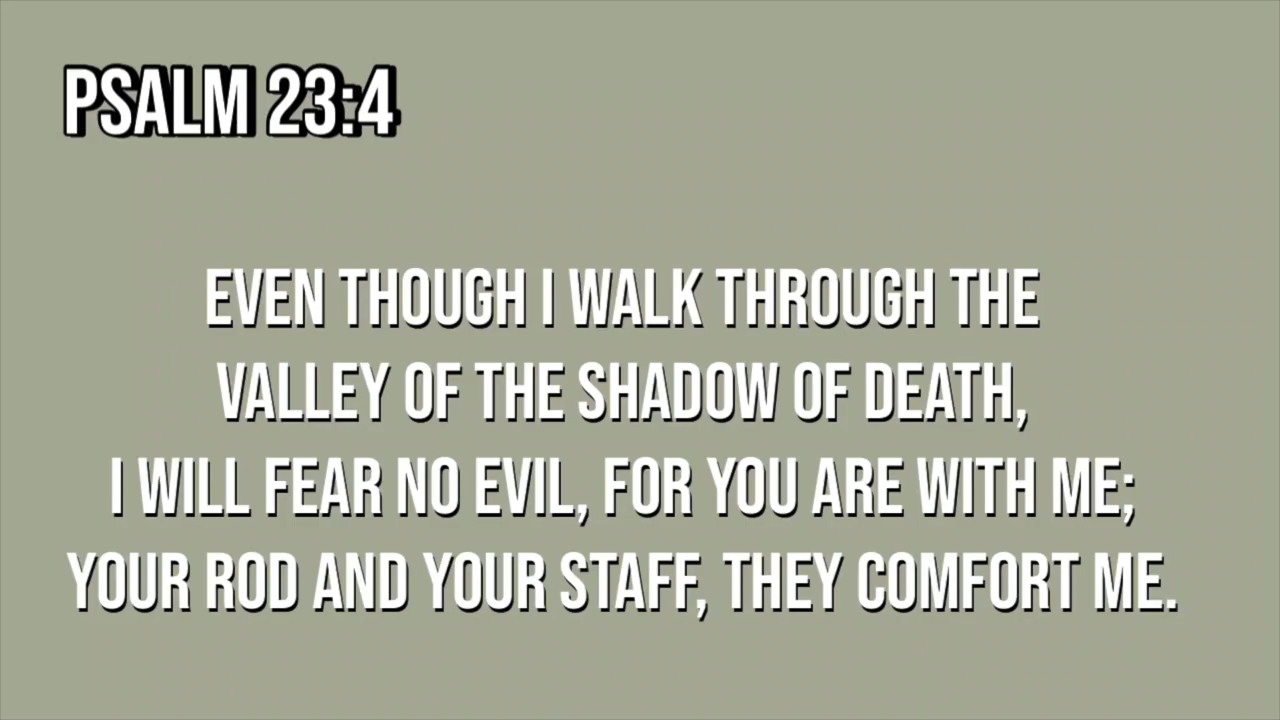 PSALM 23:4
EVEN THOUGH I WALK THROUGH THE
VALLEY OF THE SHADOW OF DEATH,
I WILL FEAR NO EVIL, FOR YOU ARE WITH ME;
YOUR ROD AND YOUR STAFF, THEY COMFORT ME.